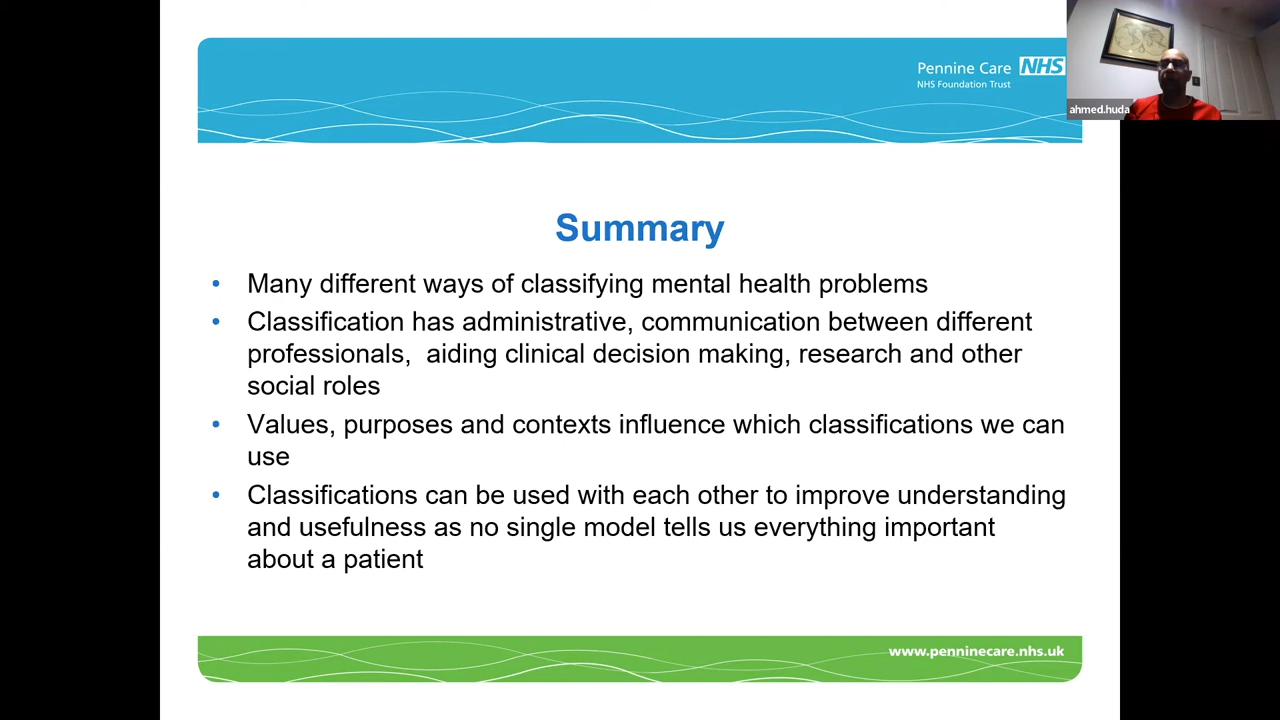 Pennine Care NHS
NHS Foundation Trust
ahmed.huda
Summary
• Many different ways of classifying mental health problems
• Classification has administrative, communication between different
professionals,  aiding clinical decision making, research and other
social roles
• Values, purposes and contexts influence which classifications we can
use
• Classifications can be used with each other to improve understanding
and usefulness as no single model tells us everything important
about a patient
www.penninecare.nhs.uk